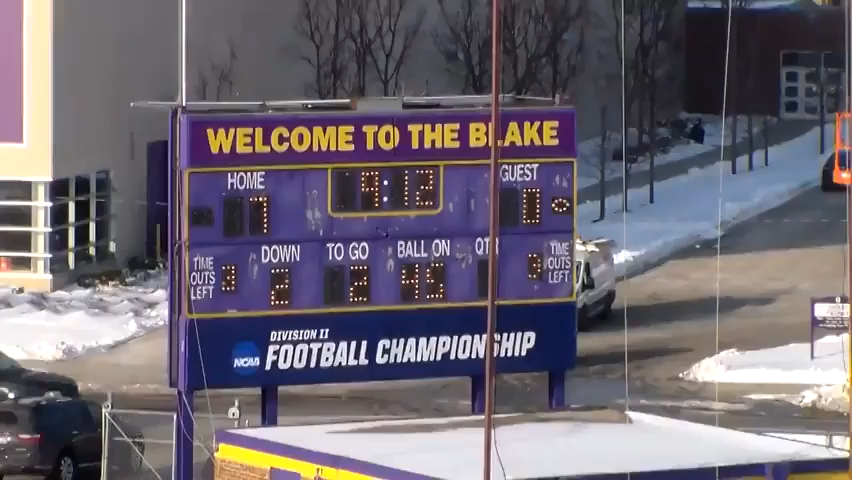 WELCOME TO THE BLAKE
HOME 9:12 GUEST
7 0
TIME OUTS LEFT 3 DOWN 2 TO GO 2 BALL ON 45 QTR 3 TIME OUTS LEFT
DIVISION II
NCAA FOOTBALL CHAMPIONSHIP